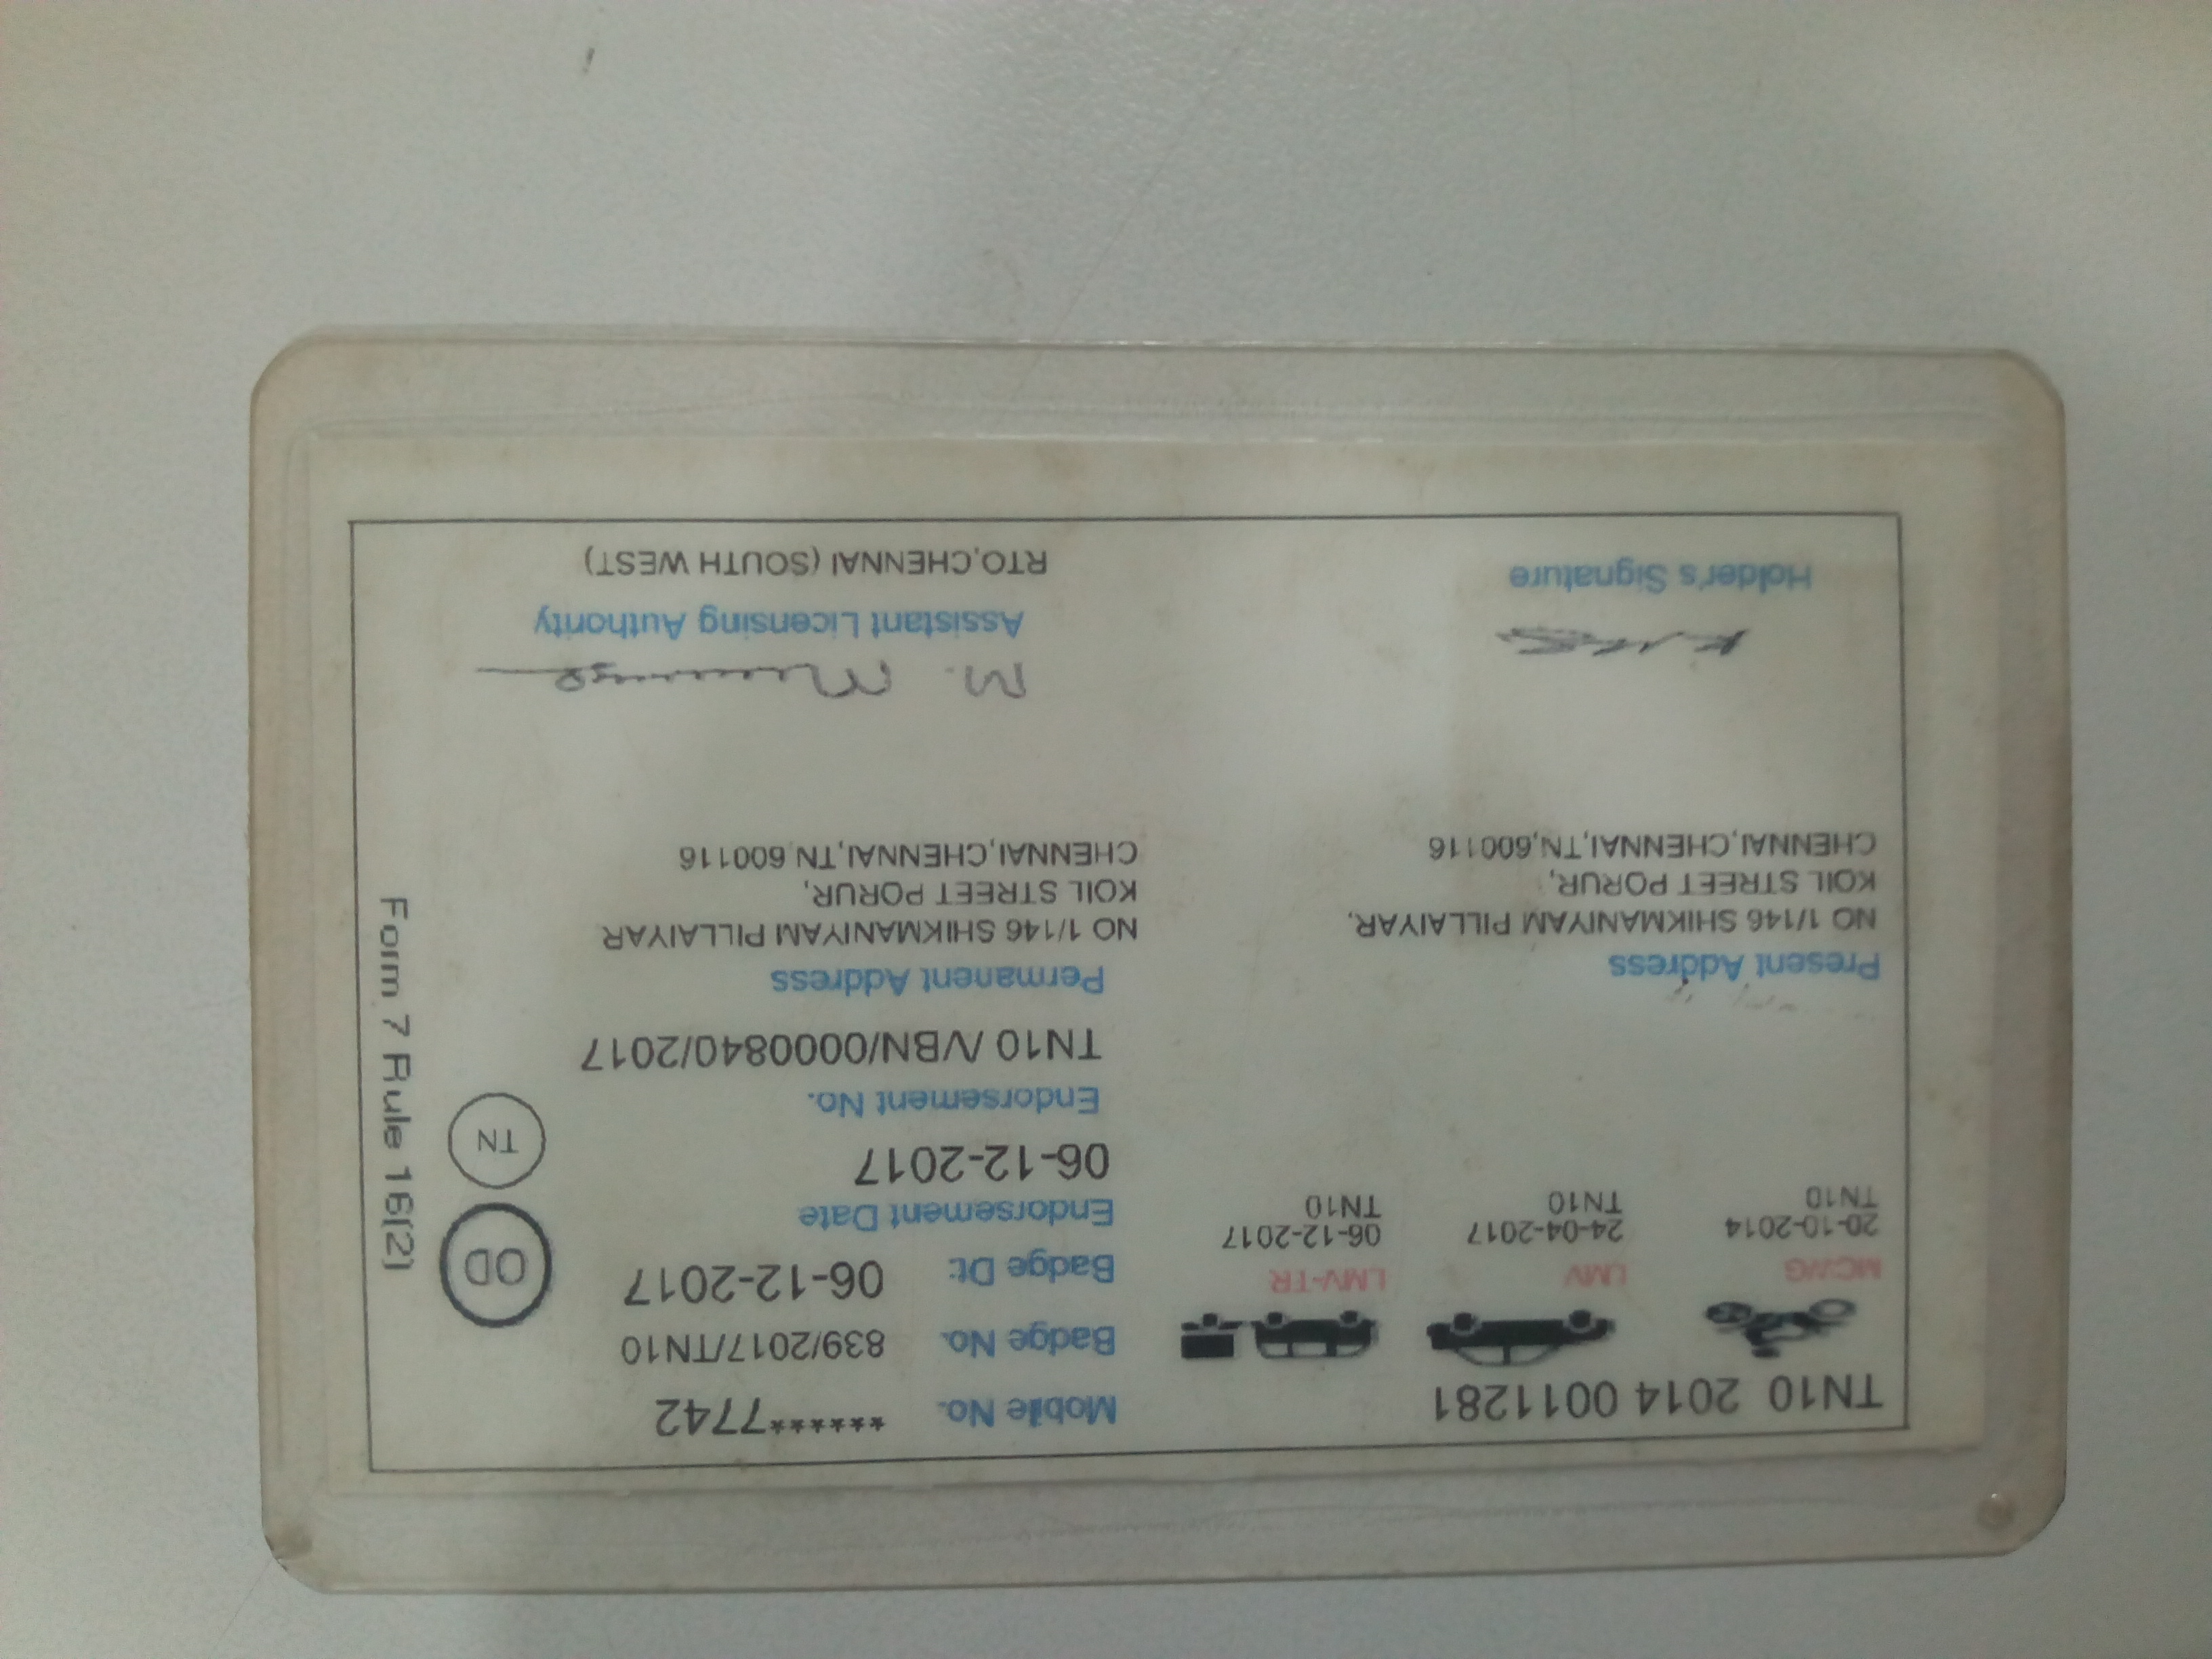 TN10 2014 0011281
MCWG
20-10-2014
TN10
LMV
24-04-2017
TN10
LMV-TR
06-12-2017
TN10
Present Address
NO 1/146 SHIKMANIYAM PILLAIYAR,
KOIL STREET PORUR,
CHENNAI,CHENNAI,TN,600116
Holder's Signature
Mobile No. ******7742
Badge No. 839/2017/TN10
Badge Dt: 06-12-2017
Endorsement Date
06-12-2017
Endorsement No.
TN10 /VBN/0000840/2017
Permanent Address
NO 1/146 SHIKMANIYAM PILLAIYAR
KOIL STREET PORUR,
CHENNAI,CHENNAI,TN,600116
Assistant Licensing Authority
RTO,CHENNAI (SOUTH WEST)
OD
TN
Form 7 Rule 16(2)